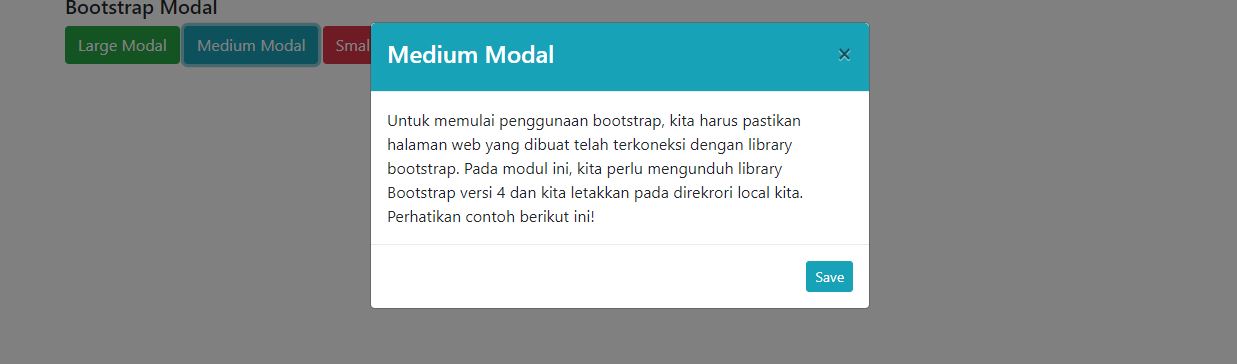 Bootstrap Modal
Large Modal
Medium Modal
Smal
Medium Modal
×
Untuk memulai penggunaan bootstrap, kita harus pastikan
halaman web yang dibuat telah terkoneksi dengan library
bootstrap. Pada modul ini, kita perlu mengunduh library
Bootstrap versi 4 dan kita letakkan pada direkrori local kita.
Perhatikan contoh berikut ini!
Save